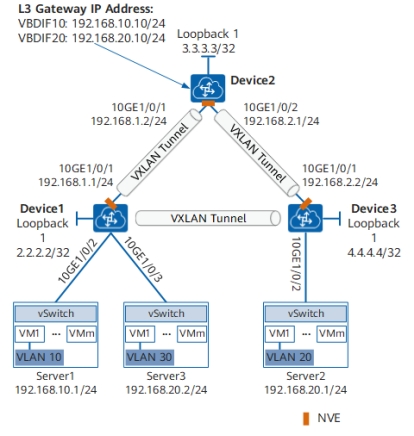 L3 Gateway IP Address:
VBDIF10: 192.168.10.10/24
VBDIF20: 192.168.20.10/24
Loopback 1
3.3.3.3/32
Device2
10GE1/0/1
192.168.1.2/24
10GE1/0/2
192.168.2.1/24
VXLAN Tunnel
VXLAN Tunnel
10GE1/0/1
192.168.1.1/24
10GE1/0/1
192.168.2.2/24
Device1
Loopback
1
2.2.2.2/32
VXLAN Tunnel
Device3
Loopback
1
4.4.4.4/32
10GE1/0/2
10GE1/0/3
10GE1/0/2
vSwitch
VM1 ... VMm
VLAN 10
Server1
192.168.10.1/24
vSwitch
VM1 ... VMm
VLAN 30
Server3
192.168.20.2/24
vSwitch
VM1 ... VMm
VLAN 20
Server2
192.168.20.1/24
NVE